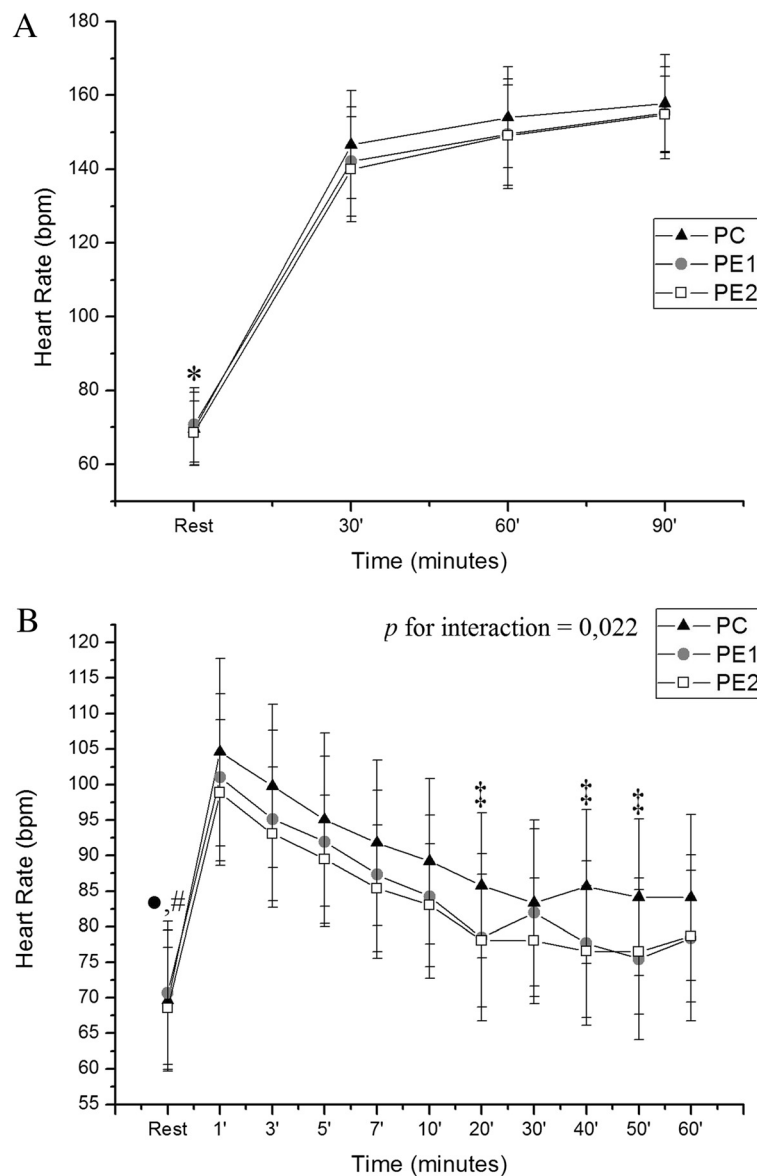 A
180
160
140
120
100
80
60
Heart Rate (bpm)
*
PC
PE1
PE2
Rest 30' 60' 90'
Time (minutes)
B
p for interaction = 0,022
PC
PE1
PE2
120
115
110
105
100
95
90
85
80
75
70
65
60
55
Heart Rate (bpm)
●,#
‡ ‡ ‡
Rest 1' 3' 5' 7' 10' 20' 30' 40' 50' 60'
Time (minutes)